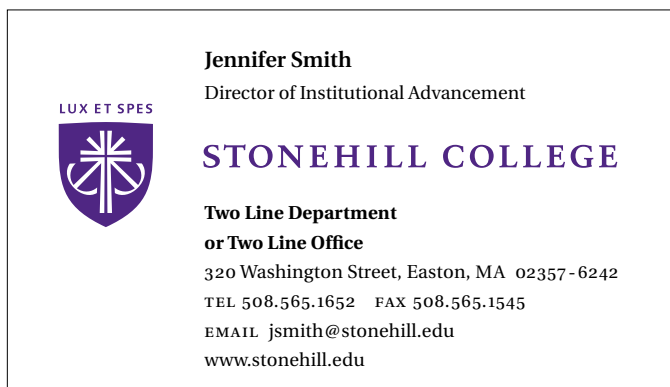 Jennifer Smith
Director of Institutional Advancement
LUX ET SPES
STONEHILL COLLEGE
Two Line Department
or Two Line Office
320 Washington Street, Easton, MA 02357-6242
TEL 508.565.1652 FAX 508.565.1545
EMAIL jsmith@stonehill.edu
www.stonehill.edu